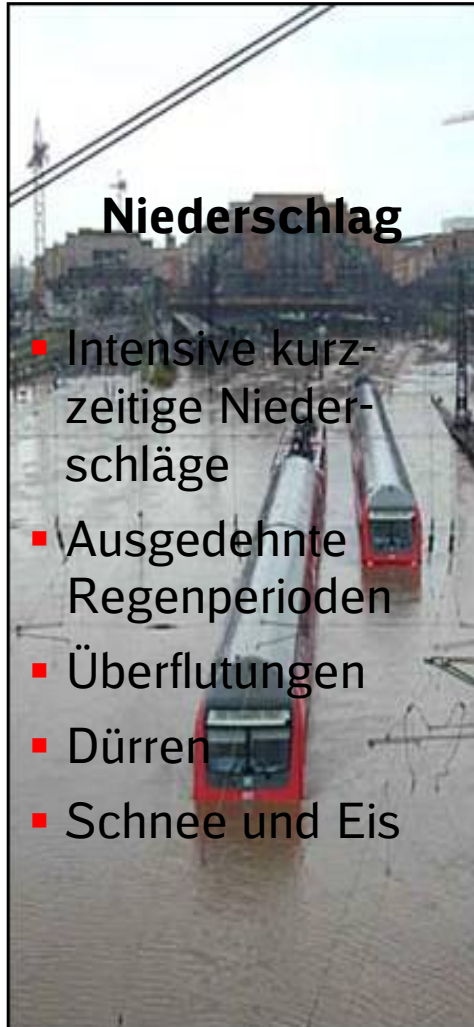 Niederschlag
▪ Intensive kurz-
zeitige Nieder-
schläge
▪ Ausgedehnte
Regenperioden
▪ Überflutungen
▪ Dürren
▪ Schnee und Eis